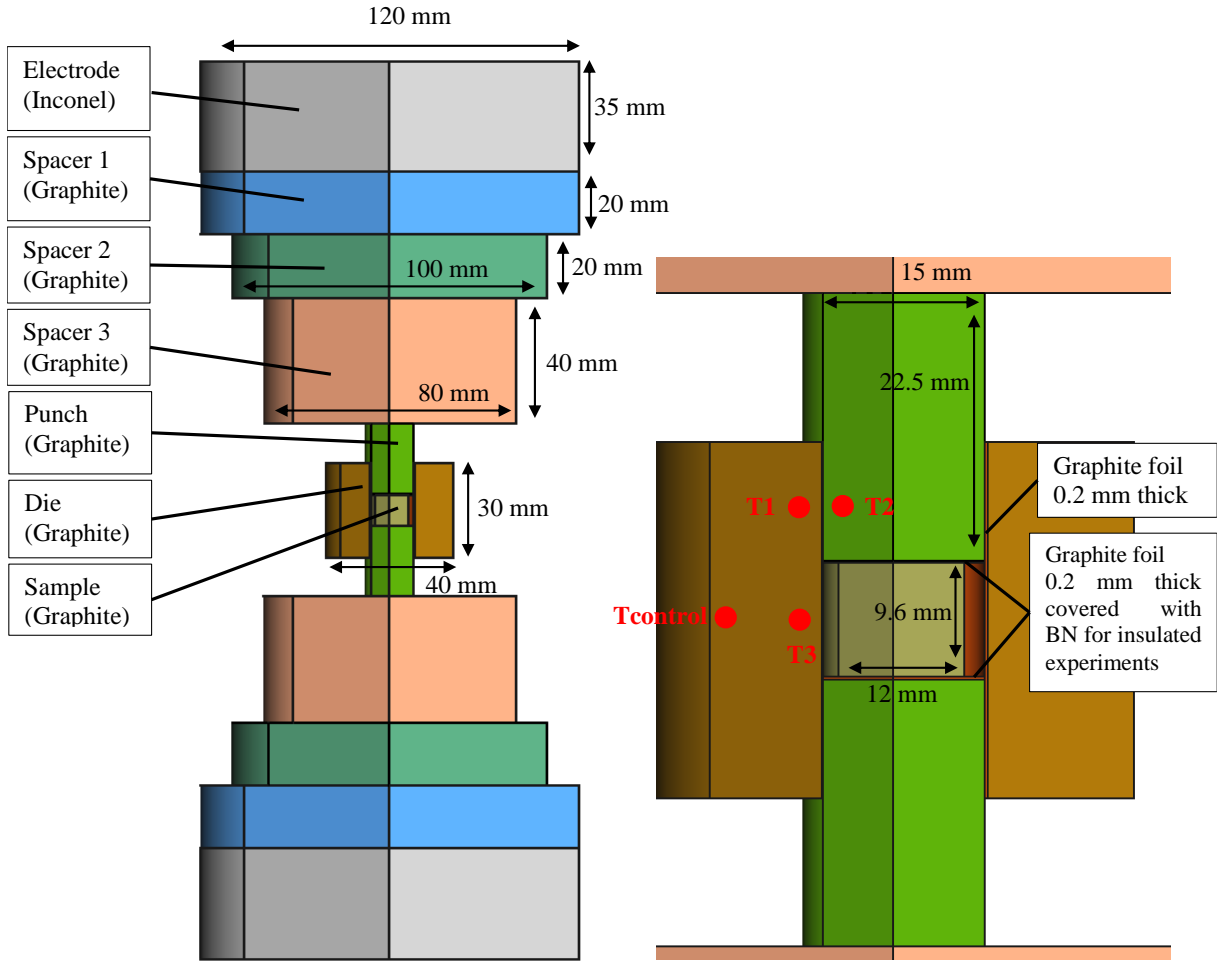 120 mm
Electrode
(Inconel)
35 mm
Spacer 1
(Graphite)
20 mm
Spacer 2
(Graphite)
100 mm
20 mm
Spacer 3
(Graphite)
40 mm
80 mm
Punch
(Graphite)
Die
(Graphite)
30 mm
40 mm
Sample
(Graphite)
15 mm
22.5 mm
Graphite foil
0.2 mm thick
T1
T2
Graphite foil
0.2 mm thick
covered with
BN for insulated
experiments
Tcontrol
9.6 mm
T3
12 mm